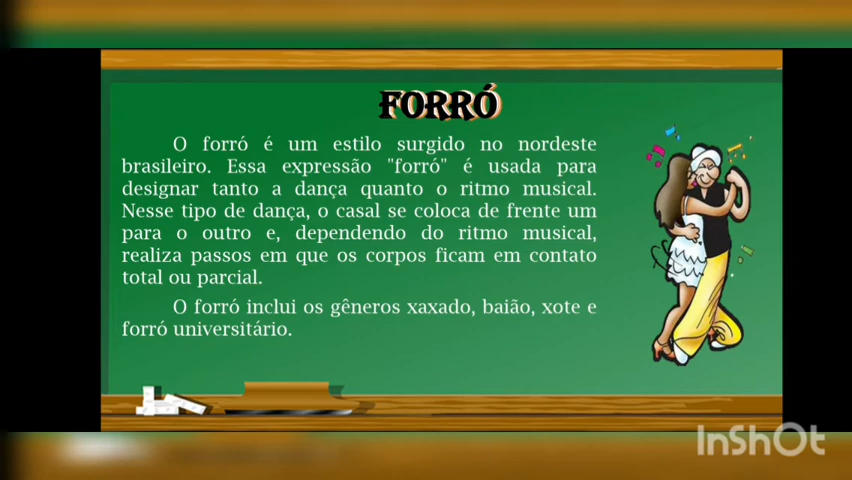 FORRÓ
O forró é um estilo surgido no nordeste
brasileiro. Essa expressão "forró" é usada para
designar tanto a dança quanto o ritmo musical.
Nesse tipo de dança, o casal se coloca de frente um
para o outro e, dependendo do ritmo musical,
realiza passos em que os corpos ficam em contato
total ou parcial.
O forró inclui os gêneros xaxado, baião, xote e
forró universitário.
InShOt